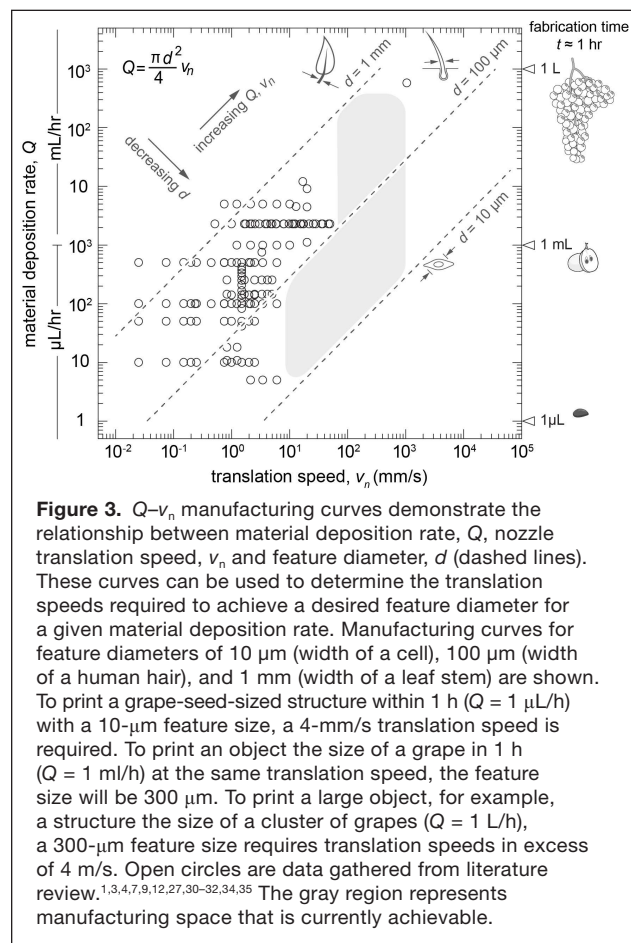 fabrication time
t ≈ 1 hr
Q = πd²/4 vₙ
increasing Q, vₙ
decreasing d
d = 1 mm
d = 100 µm
d = 10 µm
material deposition rate, Q
mL/hr
µL/hr
10³
10²
10
10³
10²
10
1
1 L
1 mL
1µL
10⁻² 10⁻¹ 10⁰ 10¹ 10² 10³ 10⁴ 10⁵
translation speed, vₙ (mm/s)
Figure 3. Q–vₙ manufacturing curves demonstrate the
relationship between material deposition rate, Q, nozzle
translation speed, vₙ and feature diameter, d (dashed lines).
These curves can be used to determine the translation
speeds required to achieve a desired feature diameter for
a given material deposition rate. Manufacturing curves for
feature diameters of 10 µm (width of a cell), 100 µm (width
of a human hair), and 1 mm (width of a leaf stem) are shown.
To print a grape-seed-sized structure within 1 h (Q = 1 µL/h)
with a 10-µm feature size, a 4-mm/s translation speed is
required. To print an object the size of a grape in 1 h
(Q = 1 ml/h) at the same translation speed, the feature
size will be 300 µm. To print a large object, for example,
a structure the size of a cluster of grapes (Q = 1 L/h),
a 300-µm feature size requires translation speeds in excess
of 4 m/s. Open circles are data gathered from literature
review.¹,³,⁴,⁷,⁹,¹²,²⁷,³⁰⁻³²,³⁴,³⁵ The gray region represents
manufacturing space that is currently achievable.